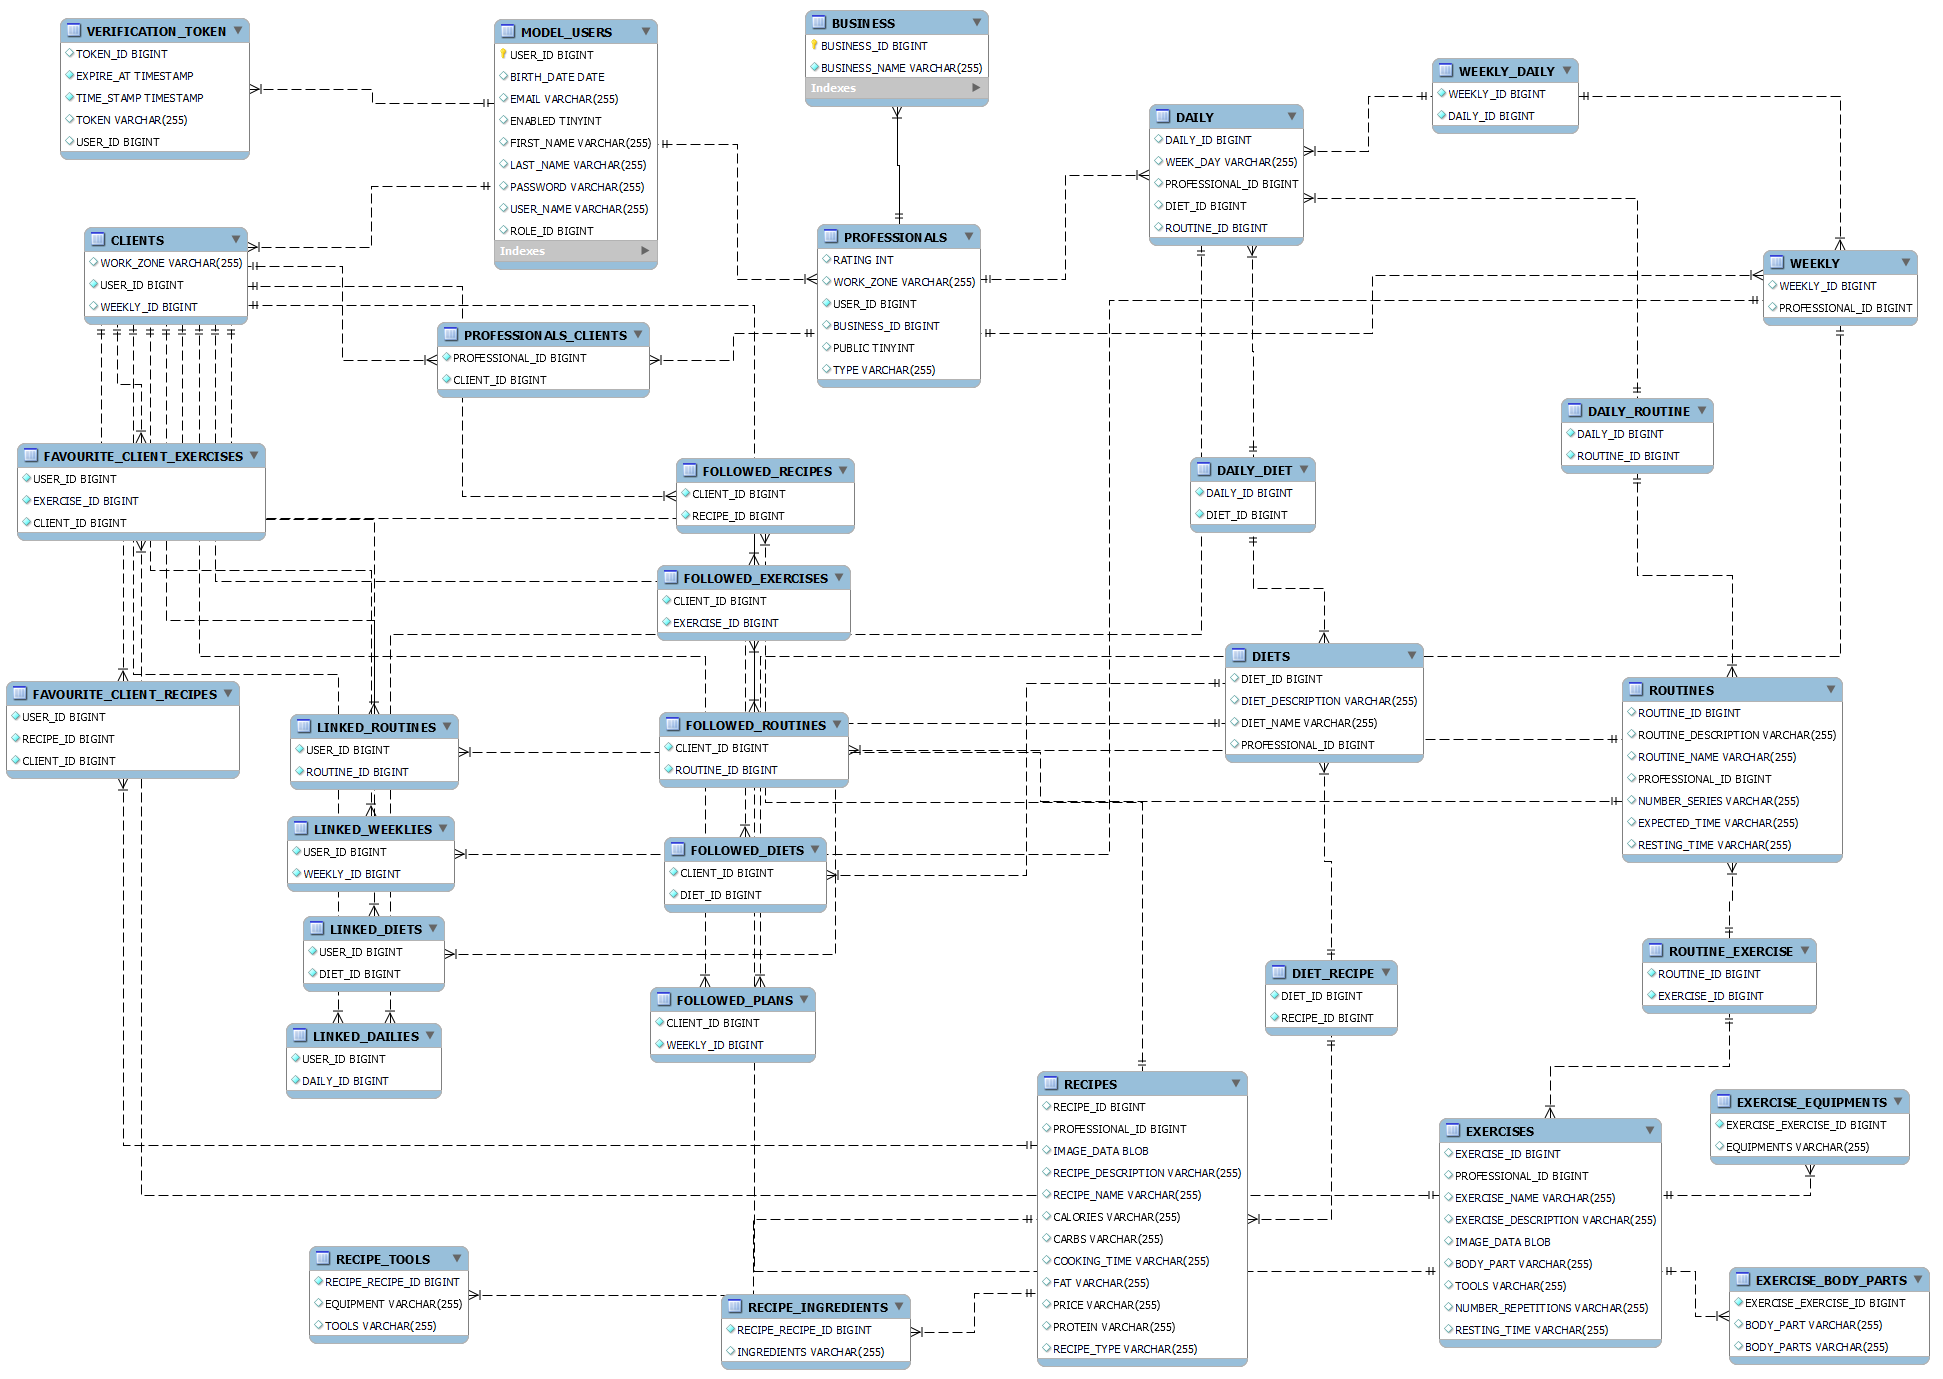 VERIFICATION_TOKEN
TOKEN_ID BIGINT
EXPIRE_AT TIMESTAMP
TIME_STAMP TIMESTAMP
TOKEN VARCHAR(255)
USER_ID BIGINT
MODEL_USERS
USER_ID BIGINT
BIRTH_DATE DATE
EMAIL VARCHAR(255)
ENABLED TINYINT
FIRST_NAME VARCHAR(255)
LAST_NAME VARCHAR(255)
PASSWORD VARCHAR(255)
USER_NAME VARCHAR(255)
ROLE_ID BIGINT
Indexes
BUSINESS
BUSINESS_ID BIGINT
BUSINESS_NAME VARCHAR(255)
Indexes
WEEKLY_DAILY
WEEKLY_ID BIGINT
DAILY_ID BIGINT
DAILY
DAILY_ID BIGINT
WEEK_DAY VARCHAR(255)
PROFESSIONAL_ID BIGINT
DIET_ID BIGINT
ROUTINE_ID BIGINT
CLIENTS
WORK_ZONE VARCHAR(255)
USER_ID BIGINT
WEEKLY_ID BIGINT
PROFESSIONALS
RATING INT
WORK_ZONE VARCHAR(255)
USER_ID BIGINT
BUSINESS_ID BIGINT
PUBLIC TINYINT
TYPE VARCHAR(255)
WEEKLY
WEEKLY_ID BIGINT
PROFESSIONAL_ID BIGINT
PROFESSIONALS_CLIENTS
PROFESSIONAL_ID BIGINT
CLIENT_ID BIGINT
DAILY_ROUTINE
DAILY_ID BIGINT
ROUTINE_ID BIGINT
FAVOURITE_CLIENT_EXERCISES
USER_ID BIGINT
EXERCISE_ID BIGINT
CLIENT_ID BIGINT
FOLLOWED_RECIPES
CLIENT_ID BIGINT
RECIPE_ID BIGINT
DAILY_DIET
DAILY_ID BIGINT
DIET_ID BIGINT
FOLLOWED_EXERCISES
CLIENT_ID BIGINT
EXERCISE_ID BIGINT
DIETS
DIET_ID BIGINT
DIET_DESCRIPTION VARCHAR(255)
DIET_NAME VARCHAR(255)
PROFESSIONAL_ID BIGINT
FAVOURITE_CLIENT_RECIPES
USER_ID BIGINT
RECIPE_ID BIGINT
CLIENT_ID BIGINT
ROUTINES
ROUTINE_ID BIGINT
ROUTINE_DESCRIPTION VARCHAR(255)
ROUTINE_NAME VARCHAR(255)
PROFESSIONAL_ID BIGINT
NUMBER_SERIES VARCHAR(255)
EXPECTED_TIME VARCHAR(255)
RESTING_TIME VARCHAR(255)
LINKED_ROUTINES
USER_ID BIGINT
ROUTINE_ID BIGINT
FOLLOWED_ROUTINES
CLIENT_ID BIGINT
ROUTINE_ID BIGINT
LINKED_WEEKLIES
USER_ID BIGINT
WEEKLY_ID BIGINT
FOLLOWED_DIETS
CLIENT_ID BIGINT
DIET_ID BIGINT
LINKED_DIETS
USER_ID BIGINT
DIET_ID BIGINT
ROUTINE_EXERCISE
ROUTINE_ID BIGINT
EXERCISE_ID BIGINT
DIET_RECIPE
DIET_ID BIGINT
RECIPE_ID BIGINT
FOLLOWED_PLANS
CLIENT_ID BIGINT
WEEKLY_ID BIGINT
LINKED_DAILIES
USER_ID BIGINT
DAILY_ID BIGINT
RECIPES
RECIPE_ID BIGINT
PROFESSIONAL_ID BIGINT
IMAGE_DATA BLOB
RECIPE_DESCRIPTION VARCHAR(255)
RECIPE_NAME VARCHAR(255)
CALORIES VARCHAR(255)
CARBS VARCHAR(255)
COOKING_TIME VARCHAR(255)
FAT VARCHAR(255)
PRICE VARCHAR(255)
PROTEIN VARCHAR(255)
RECIPE_TYPE VARCHAR(255)
EXERCISE_EQUIPMENTS
EXERCISE_EXERCISE_ID BIGINT
EQUIPMENTS VARCHAR(255)
EXERCISES
EXERCISE_ID BIGINT
PROFESSIONAL_ID BIGINT
EXERCISE_NAME VARCHAR(255)
EXERCISE_DESCRIPTION VARCHAR(255)
IMAGE_DATA BLOB
BODY_PART VARCHAR(255)
TOOLS VARCHAR(255)
NUMBER_REPETITIONS VARCHAR(255)
RESTING_TIME VARCHAR(255)
RECIPE_TOOLS
RECIPE_RECIPE_ID BIGINT
EQUIPMENT VARCHAR(255)
TOOLS VARCHAR(255)
EXERCISE_BODY_PARTS
EXERCISE_EXERCISE_ID BIGINT
BODY_PART VARCHAR(255)
BODY_PARTS VARCHAR(255)
RECIPE_INGREDIENTS
RECIPE_RECIPE_ID BIGINT
INGREDIENTS VARCHAR(255)